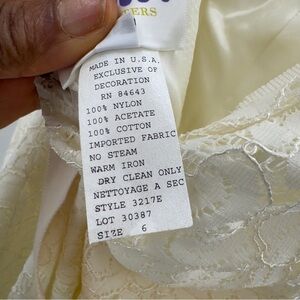 MADE IN U.S.A.
EXCLUSIVE OF
DECORATION
RN 84643
100% NYLON
100% ACETATE
100% COTTON
IMPORTED FABRIC
NO STEAM
WARM IRON
DRY CLEAN ONLY
NETTOYAGE A SEC
STYLE 3217E
LOT 30387
SIZE 6